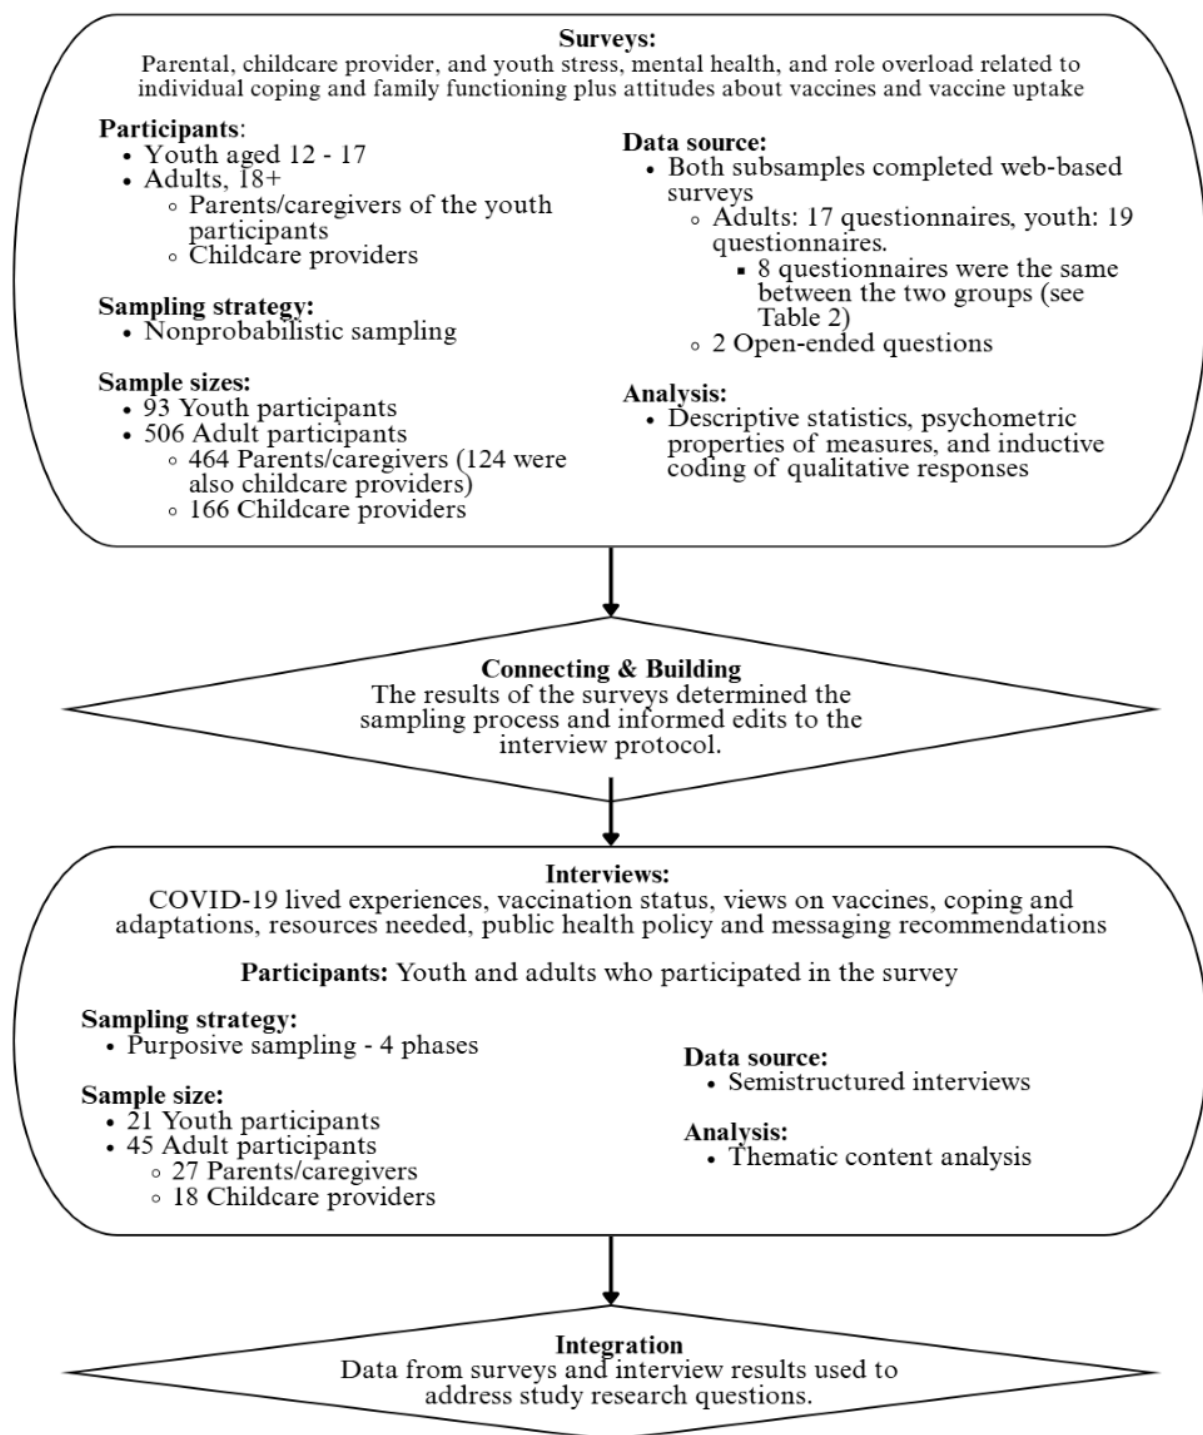 Surveys:
Parental, childcare provider, and youth stress, mental health, and role overload related to
individual coping and family functioning plus attitudes about vaccines and vaccine uptake
Participants:
• Youth aged 12 - 17
• Adults, 18+
◦ Parents/caregivers of the youth
participants
◦ Childcare providers
Sampling strategy:
• Nonprobabilistic sampling
Sample sizes:
• 93 Youth participants
• 506 Adult participants
◦ 464 Parents/caregivers (124 were
also childcare providers)
◦ 166 Childcare providers
Data source:
• Both subsamples completed web-based
surveys
◦ Adults: 17 questionnaires, youth: 19
questionnaires.
▪ 8 questionnaires were the same
between the two groups (see
Table 2)
◦ 2 Open-ended questions
Analysis:
• Descriptive statistics, psychometric
properties of measures, and inductive
coding of qualitative responses
Connecting & Building
The results of the surveys determined the
sampling process and informed edits to the
interview protocol.
Interviews:
COVID-19 lived experiences, vaccination status, views on vaccines, coping and
adaptations, resources needed, public health policy and messaging recommendations
Participants: Youth and adults who participated in the survey
Sampling strategy:
• Purposive sampling - 4 phases
Sample size:
• 21 Youth participants
• 45 Adult participants
◦ 27 Parents/caregivers
◦ 18 Childcare providers
Data source:
• Semistructured interviews
Analysis:
• Thematic content analysis
Integration
Data from surveys and interview results used to
address study research questions.